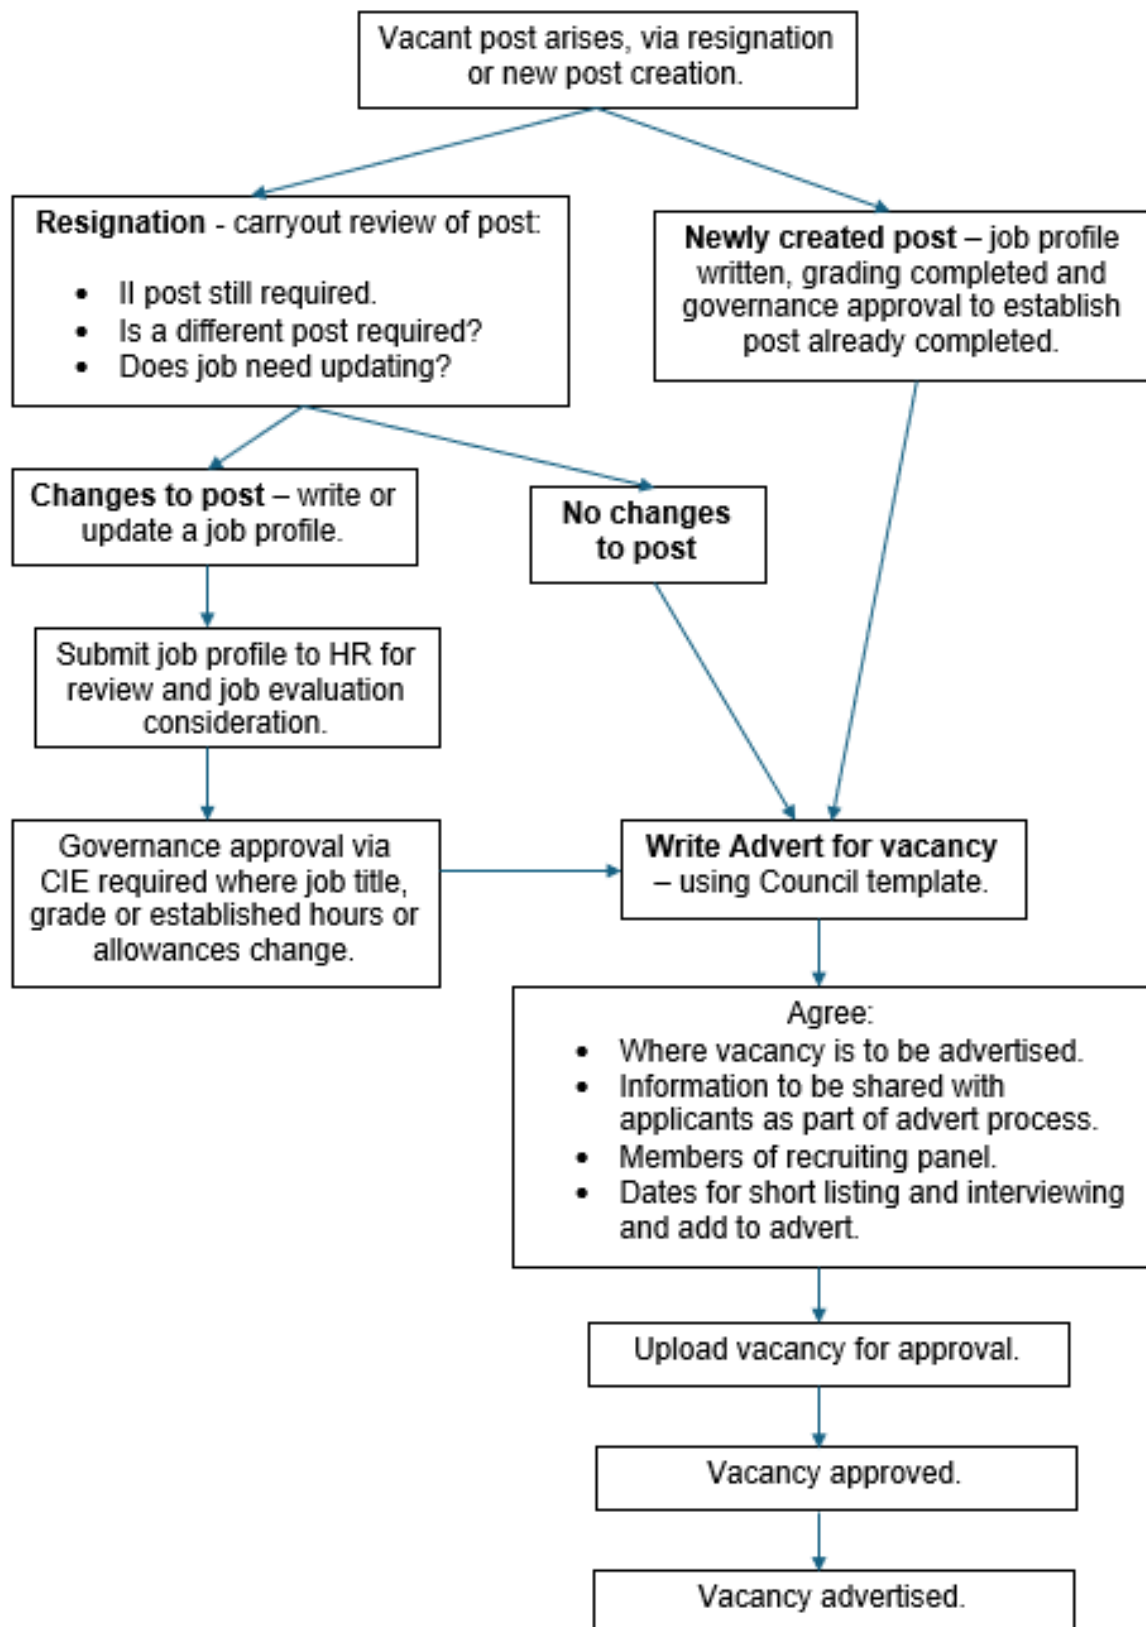 Vacant post arises, via resignation
or new post creation.
Resignation - carryout review of post:
• II post still required.
• Is a different post required?
• Does job need updating?
Newly created post – job profile
written, grading completed and
governance approval to establish
post already completed.
Changes to post – write or
update a job profile.
No changes
to post
Submit job profile to HR for
review and job evaluation
consideration.
Governance approval via
CIE required where job title,
grade or established hours or
allowances change.
Write Advert for vacancy
– using Council template.
Agree:
• Where vacancy is to be advertised.
• Information to be shared with
applicants as part of advert process.
• Members of recruiting panel.
• Dates for short listing and interviewing
and add to advert.
Upload vacancy for approval.
Vacancy approved.
Vacancy advertised.